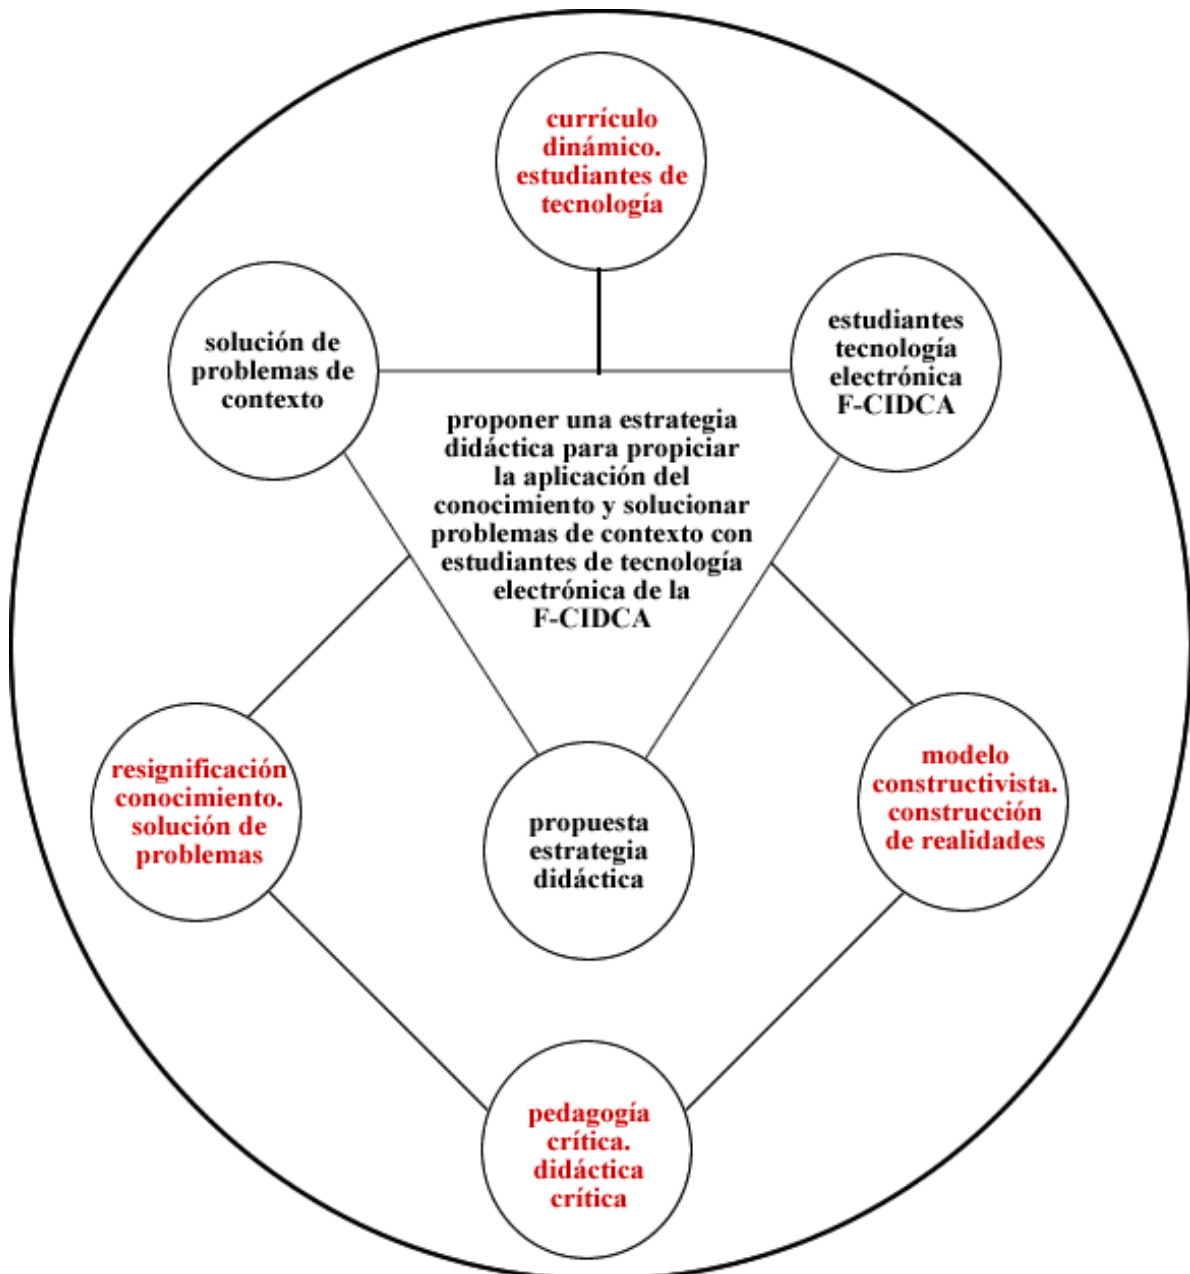 currículo
dinámico.
estudiantes de
tecnología
solución de
problemas de
contexto
estudiantes
tecnología
electrónica
F-CIDCA
proponer una estrategia
didáctica para propiciar
la aplicación del
conocimiento y solucionar
problemas de contexto con
estudiantes de tecnología
electrónica de la
F-CIDCA
resignificación
conocimiento.
solución de
problemas
modelo
constructivista.
construcción
de realidades
propuesta
estrategia
didáctica
pedagogía
crítica.
didáctica
crítica